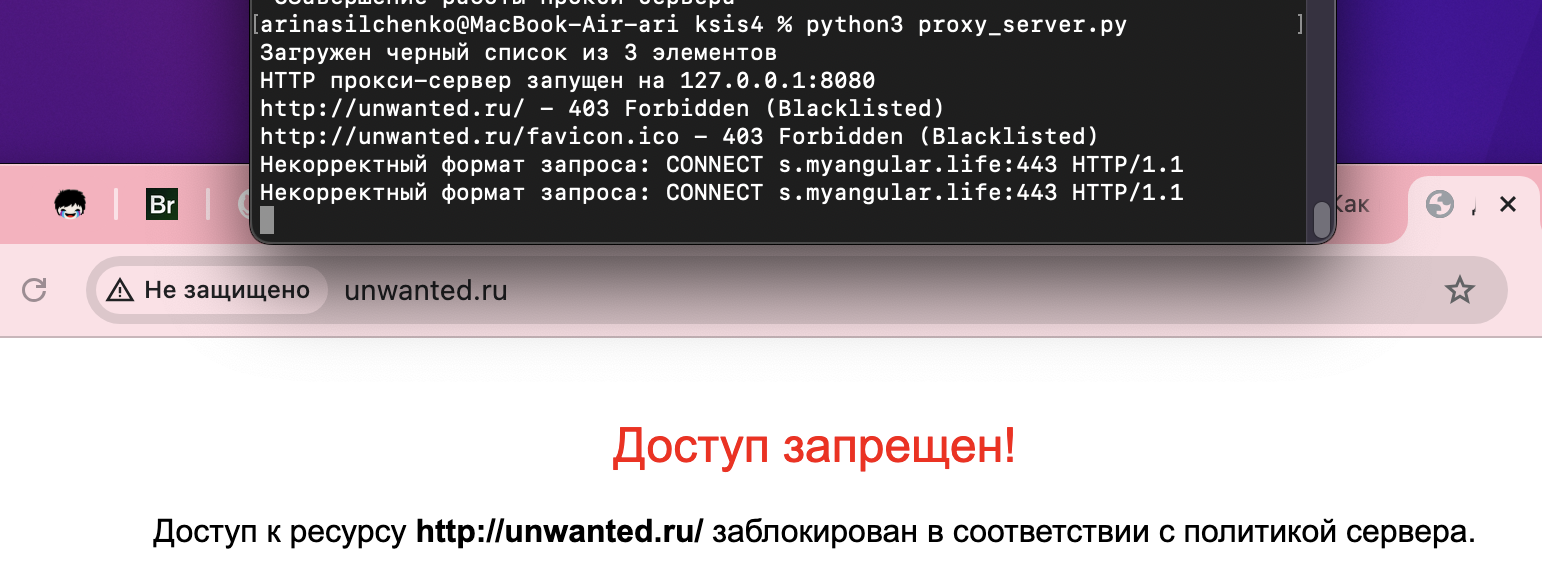 [arinasilchenko@MacBook-Air-ari ksis4 % python3 proxy_server.py ]
Загружен черный список из 3 элементов
HTTP прокси-сервер запущен на 127.0.0.1:8080
http://unwanted.ru/ – 403 Forbidden (Blacklisted)
http://unwanted.ru/favicon.ico – 403 Forbidden (Blacklisted)
Некорректный формат запроса: CONNECT s.myangular.life:443 HTTP/1.1
Некорректный формат запроса: CONNECT s.myangular.life:443 HTTP/1.1
Br
Как
Не защищено unwanted.ru
Доступ запрещен!
Доступ к ресурсу http://unwanted.ru/ заблокирован в соответствии с политикой сервера.